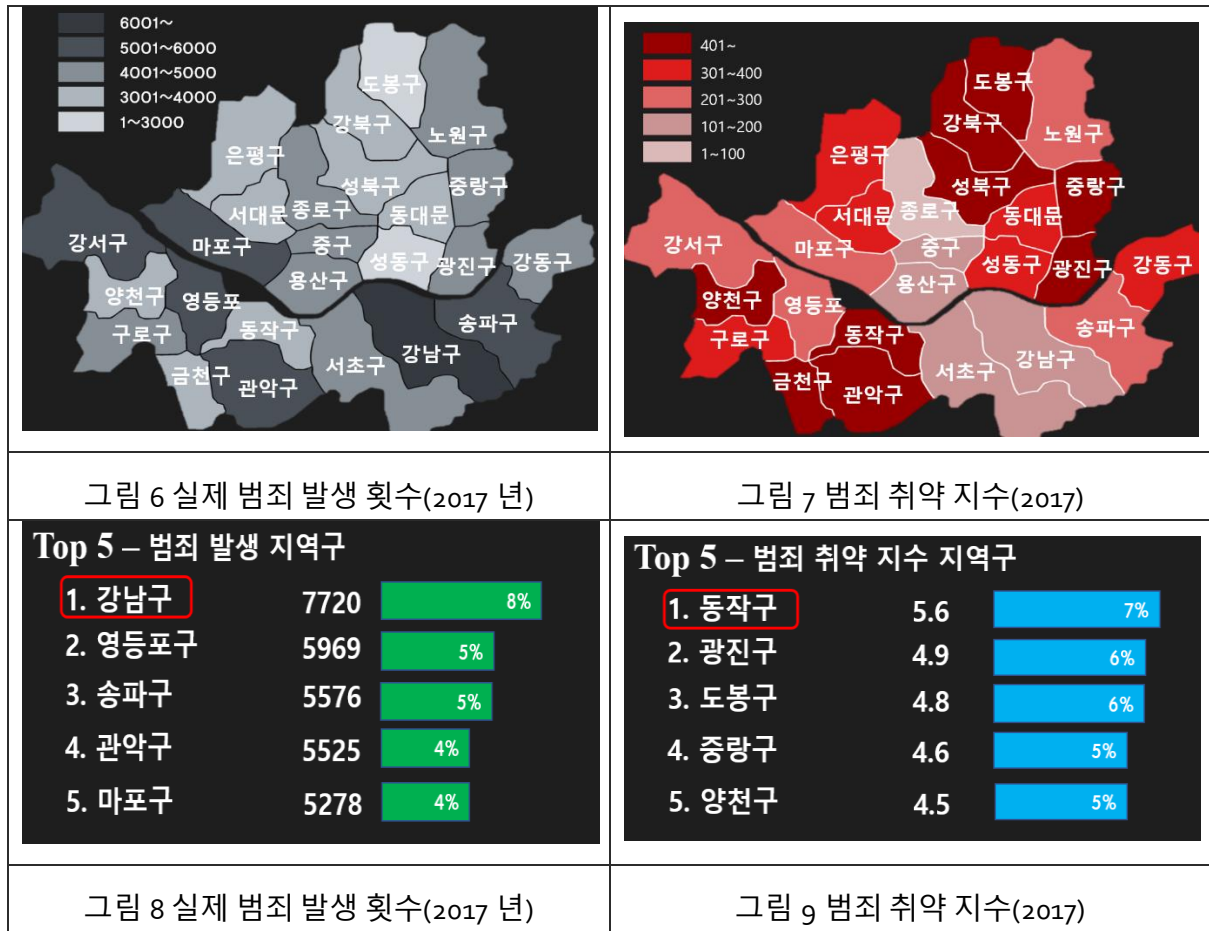 6001~
5001~6000
4001~5000
3001~4000
1~3000
도봉구
강북구
노원구
은평구
성북구
중랑구
서대문
종로구
동대문
강서구
마포구
중구
성동구
광진구
강동구
용산구
양천구
영등포
송파구
구로구
동작구
강남구
서초구
금천구
관악구
401~
301~400
201~300
101~200
1~100
도봉구
강북구
노원구
은평구
성북구
중랑구
서대문
종로구
동대문
강서구
마포구
중구
성동구
광진구
강동구
용산구
양천구
영등포
송파구
구로구
동작구
강남구
서초구
금천구
관악구
그림 6 실제 범죄 발생 횟수(2017 년)
그림 7 범죄 취약 지수(2017)
Top 5 – 범죄 발생 지역구
1. 강남구 7720 8%
2. 영등포구 5969 5%
3. 송파구 5576 5%
4. 관악구 5525 4%
5. 마포구 5278 4%
Top 5 – 범죄 취약 지수 지역구
1. 동작구 5.6 7%
2. 광진구 4.9 6%
3. 도봉구 4.8 6%
4. 중랑구 4.6 5%
5. 양천구 4.5 5%
그림 8 실제 범죄 발생 횟수(2017 년)
그림 9 범죄 취약 지수(2017)